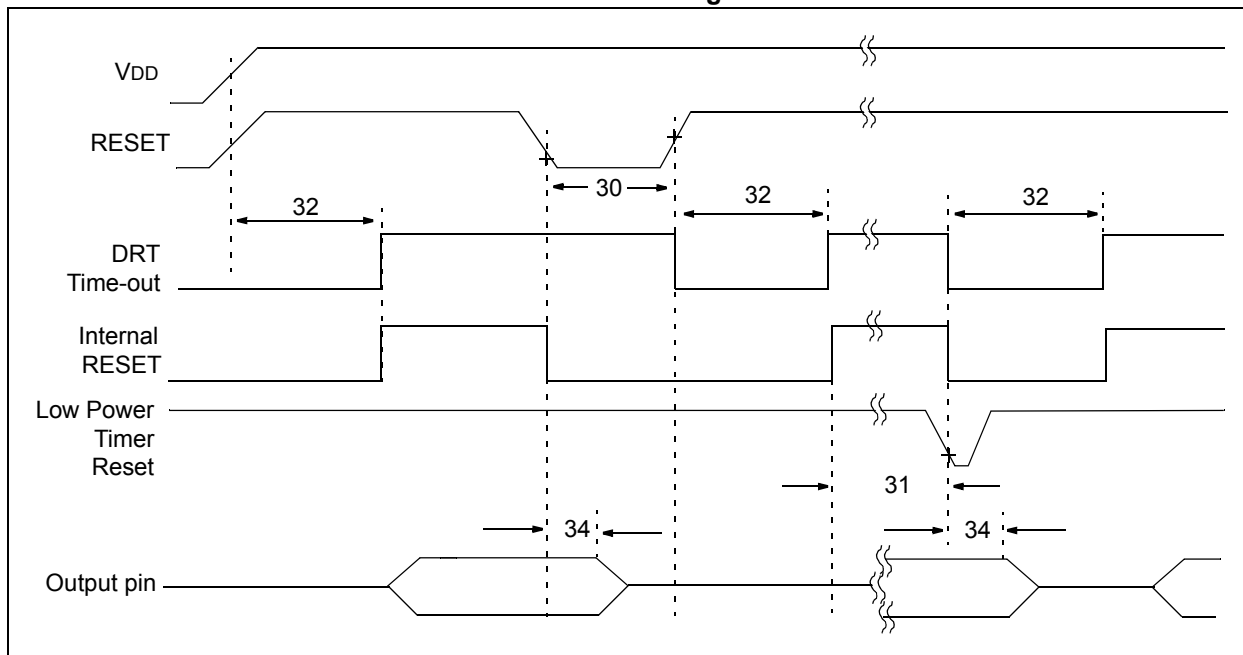 VDD
RESET
30
32
32
32
DRT
Time-out
Internal
RESET
Low Power
Timer
Reset
31
34
34
Output pin